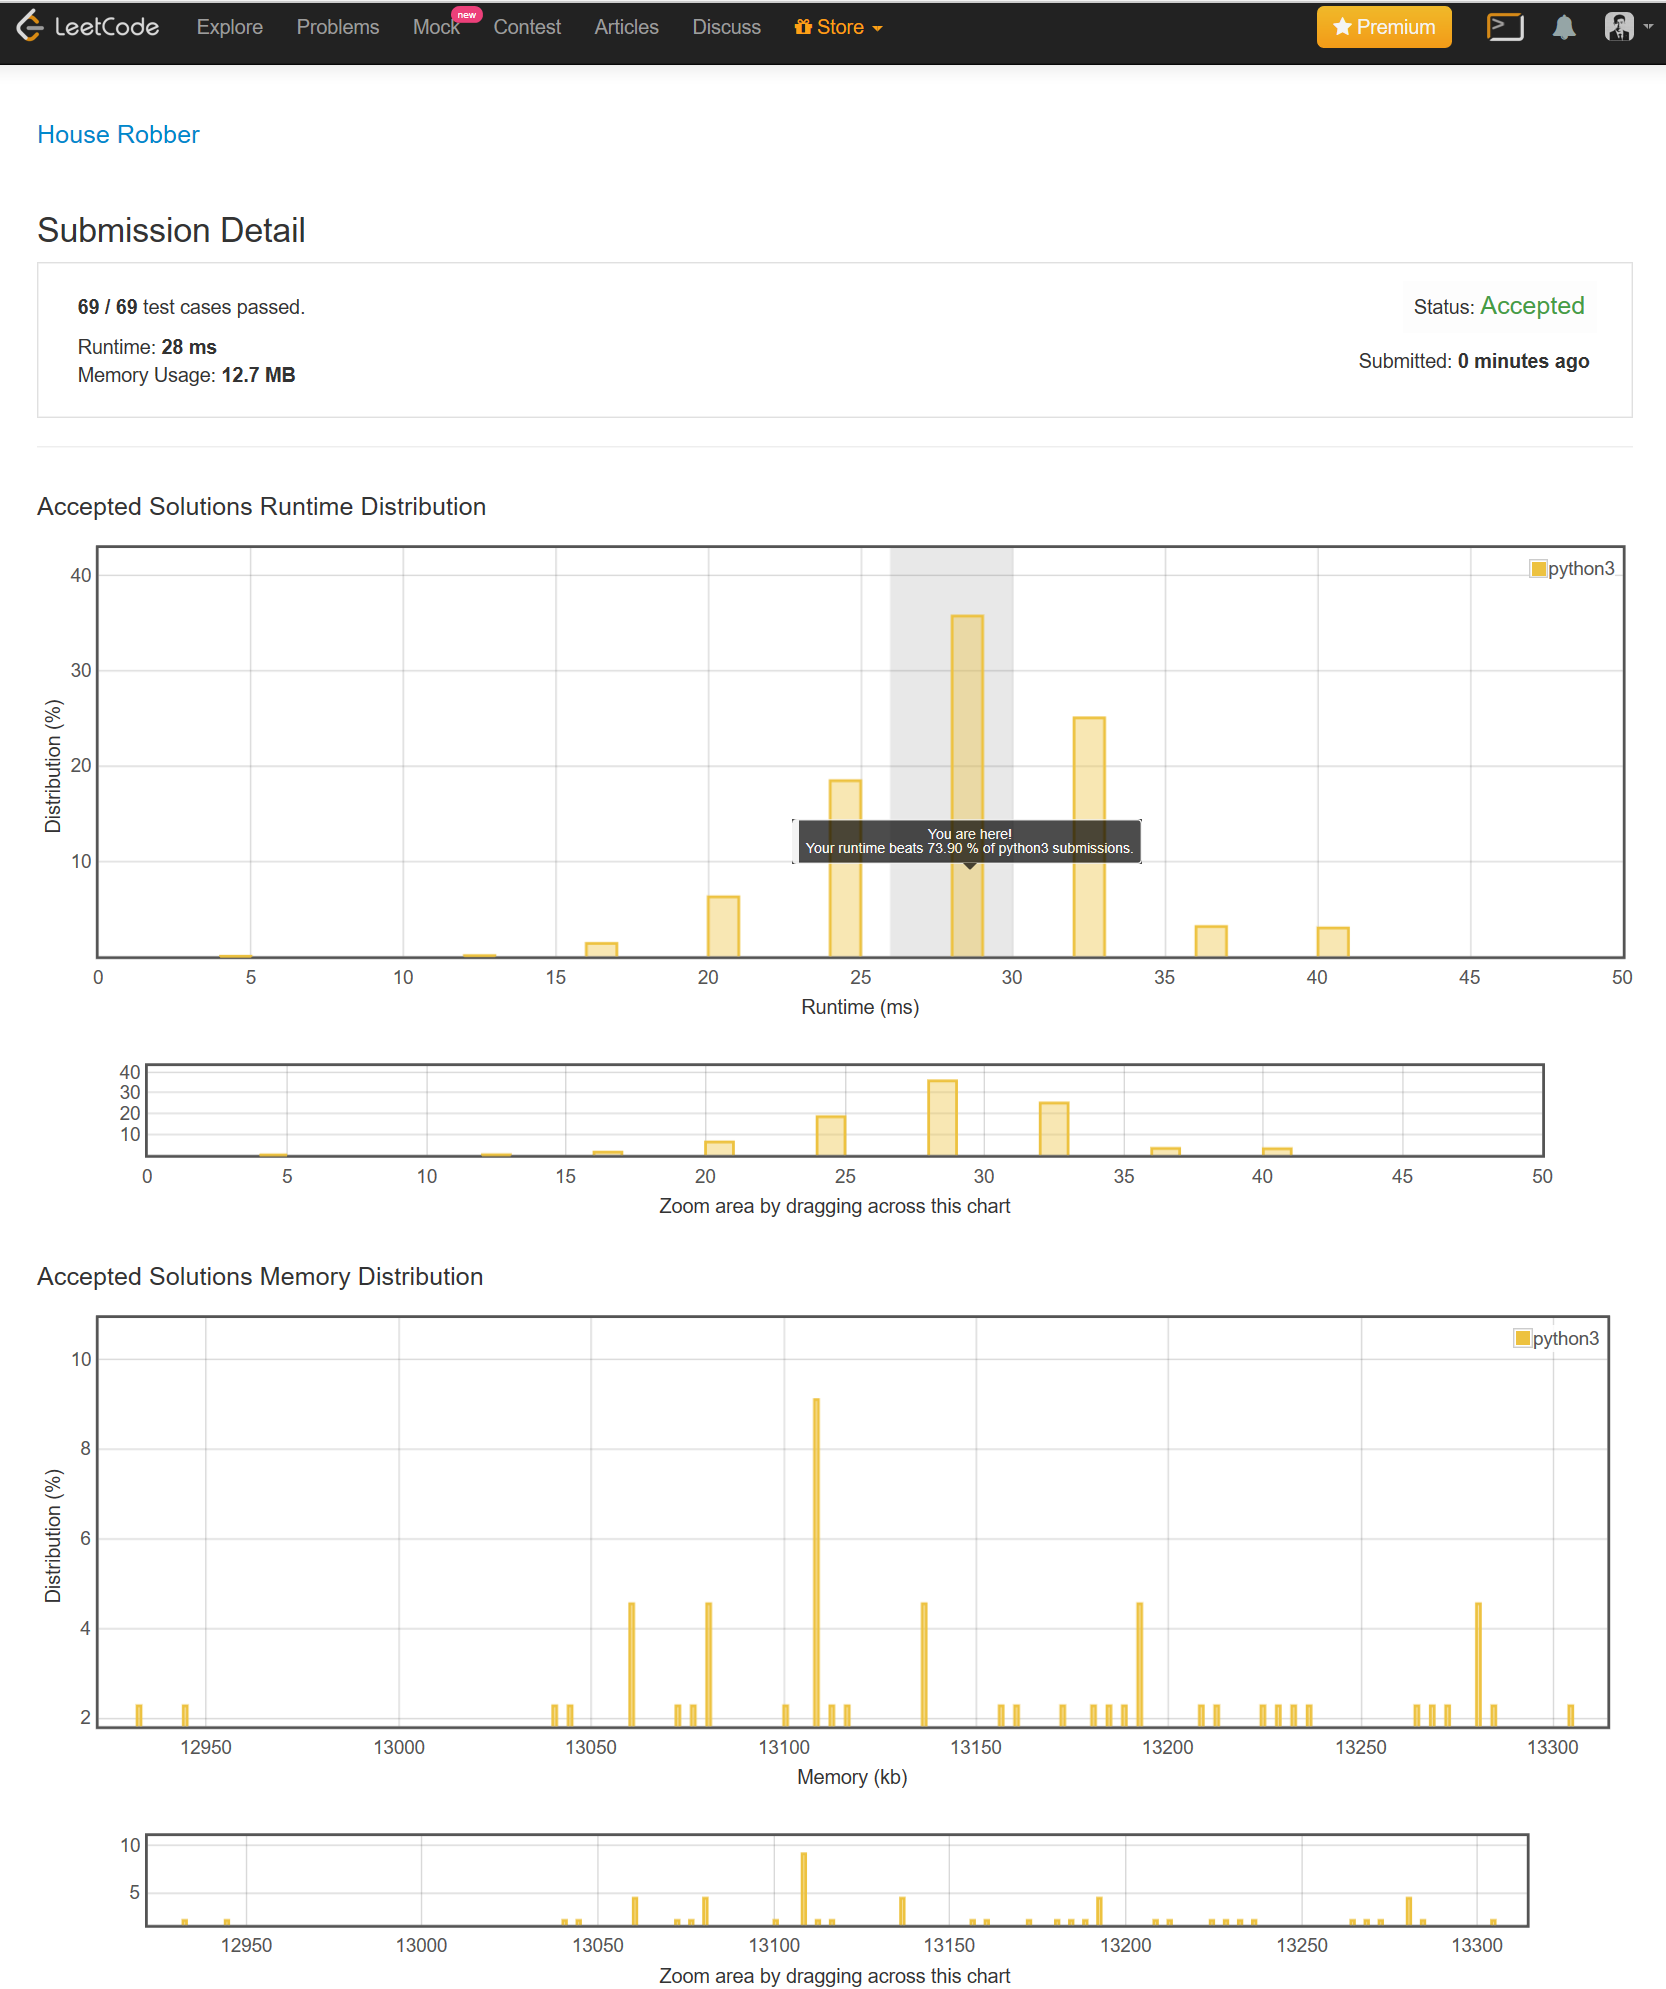 LeetCode Explore Problems Mock new Contest Articles Discuss Store Premium
House Robber
Submission Detail
69 / 69 test cases passed.
Status: Accepted
Runtime: 28 ms
Submitted: 0 minutes ago
Memory Usage: 12.7 MB
Accepted Solutions Runtime Distribution
python3
40
30
20
10
Distribution (%)
You are here!
Your runtime beats 73.90 % of python3 submissions.
0 5 10 15 20 25 30 35 40 45 50
Runtime (ms)
40
30
20
10
0 5 10 15 20 25 30 35 40 45 50
Zoom area by dragging across this chart
Accepted Solutions Memory Distribution
python3
10
8
6
4
2
Distribution (%)
12950 13000 13050 13100 13150 13200 13250 13300
Memory (kb)
10
5
12950 13000 13050 13100 13150 13200 13250 13300
Zoom area by dragging across this chart